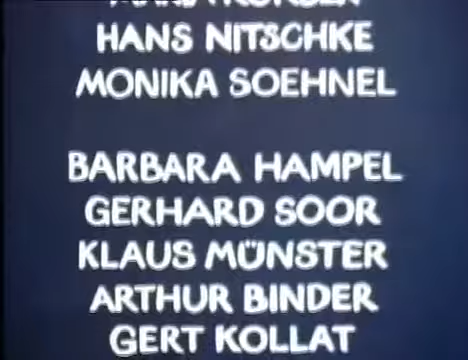 HANS NITSCHKE
MONIKA SOEHNEL
BARBARA HAMPEL
GERHARD SOOR
KLAUS MÜNSTER
ARTHUR BINDER
GERT KOLLAT